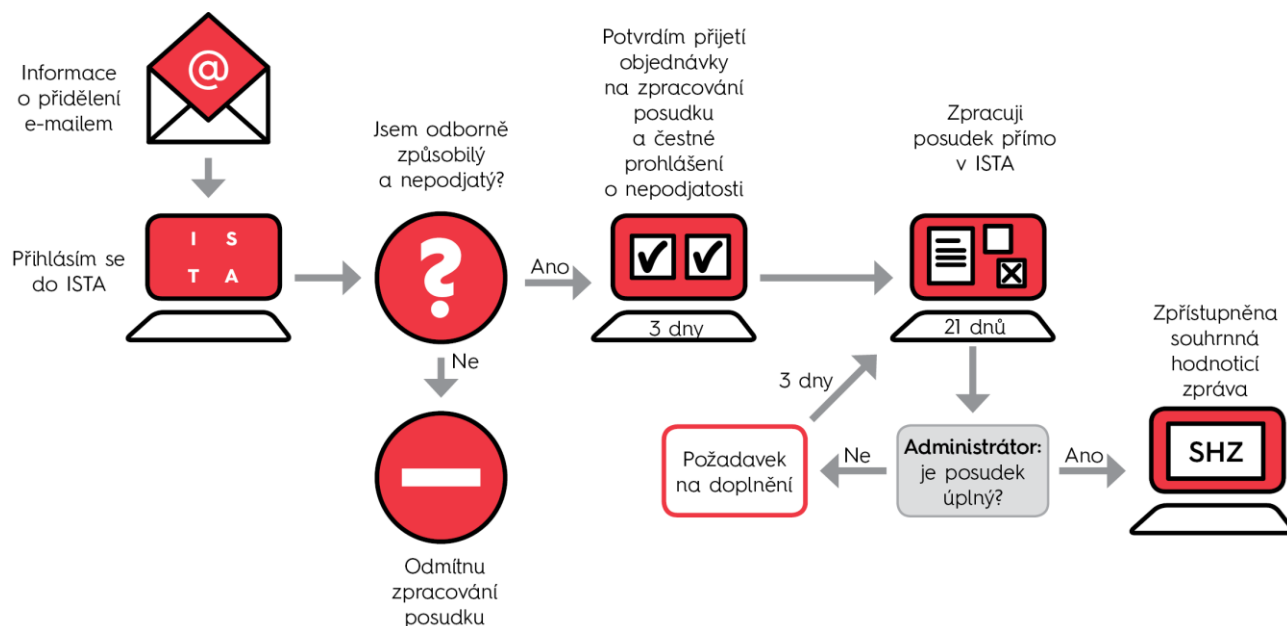 Informace
o přidělení
e-mailem
@
Přihlásím se
do ISTA
I S
T A
Jsem odborně
způsobilý
a nepodjatý?
?
Ano
Ne
Odmítnu
zpracování
posudku
Potvrdím přijetí
objednávky
na zpracování
posudku
a čestné
prohlášení
o nepodjatosti
3 dny
Zpracuji
posudek přímo
v ISTA
21 dnů
Administrátor:
je posudek
úplný?
Ne
Požadavek
na doplnění
3 dny
Ano
Zpřístupněna
souhrnná
hodnoticí
zpráva
SHZ